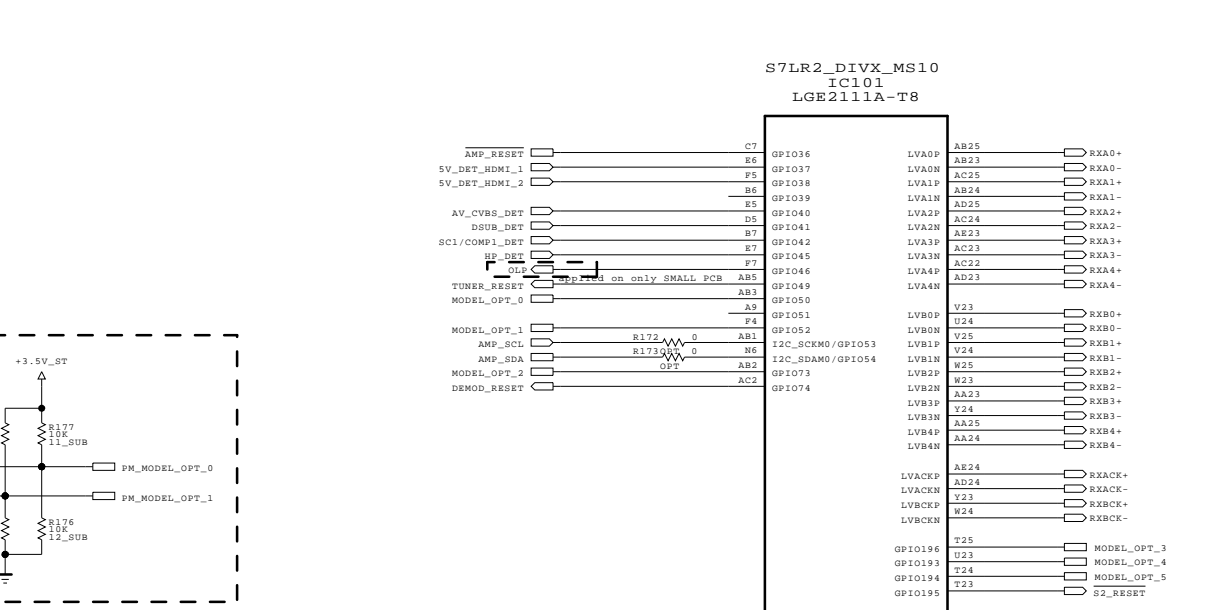 S7LR2_DIVX_MS10
IC101
LGE2111A-T8
AMP_RESET C7 GPIO36 LVA0P AB25 RXA0+
5V_DET_HDMI_1 E6 GPIO37 LVA0N AB23 RXA0-
5V_DET_HDMI_2 F5 GPIO38 LVA1P AC25 RXA1+
B6 GPIO39 LVA1N AB24 RXA1-
AV_CVBS_DET E5 GPIO40 LVA2P AD25 RXA2+
DSUB_DET D5 GPIO41 LVA2N AC24 RXA2-
SC1/COMP1_DET B7 GPIO42 LVA3P AE23 RXA3+
HP_DET E7 GPIO45 LVA3N AC23 RXA3-
OLP F7 GPIO46 LVA4P AC22 RXA4+
applied on only SMALL PCB
TUNER_RESET AB5 GPIO49 LVA4N AD23 RXA4-
MODEL_OPT_0 AB3 GPIO50
A9 GPIO51 LVB0P V23 RXB0+
MODEL_OPT_1 F4 GPIO52 LVB0N U24 RXB0-
AMP_SCL R172 0 AB1 I2C_SCKM0/GPIO53 LVB1P V25 RXB1+
OPT
AMP_SDA R173 0 N6 I2C_SDAM0/GPIO54 LVB1N V24 RXB1-
OPT
MODEL_OPT_2 AB2 GPIO73 LVB2P W25 RXB2+
DEMOD_RESET AC2 GPIO74 LVB2N W23 RXB2-
LVB3P AA23 RXB3+
LVB3N Y24 RXB3-
LVB4P AA25 RXB4+
LVB4N AA24 RXB4-
LVACKP AE24 RXACK+
LVACKN AD24 RXACK-
LVBCKP Y23 RXBCK+
LVBCKN W24 RXBCK-
GPIO196 T25 MODEL_OPT_3
GPIO193 U23 MODEL_OPT_4
GPIO194 T24 MODEL_OPT_5
GPIO195 T23 S2_RESET
+3.5V_ST
R177
10K
11_SUB
PM_MODEL_OPT_0
PM_MODEL_OPT_1
R176
10K
12_SUB